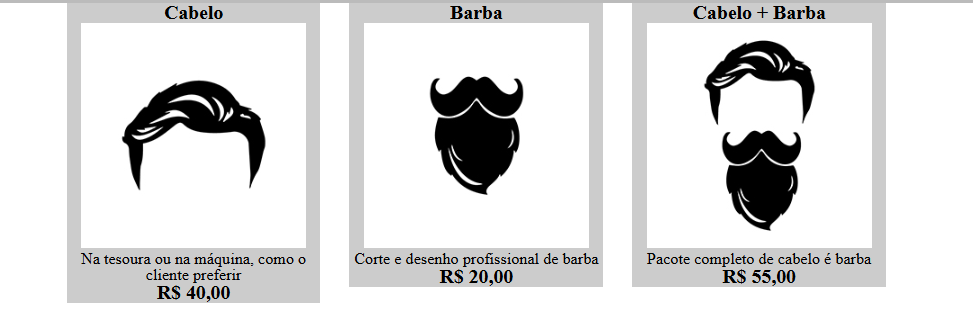 Cabelo
Na tesoura ou na máquina, como o
cliente preferir
R$ 40,00
Barba
Corte e desenho profissional de barba
R$ 20,00
Cabelo + Barba
Pacote completo de cabelo é barba
R$ 55,00